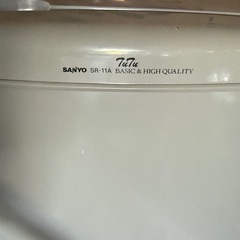 TuTu
SANYO SR-11A BASIC & HIGH QUALITY